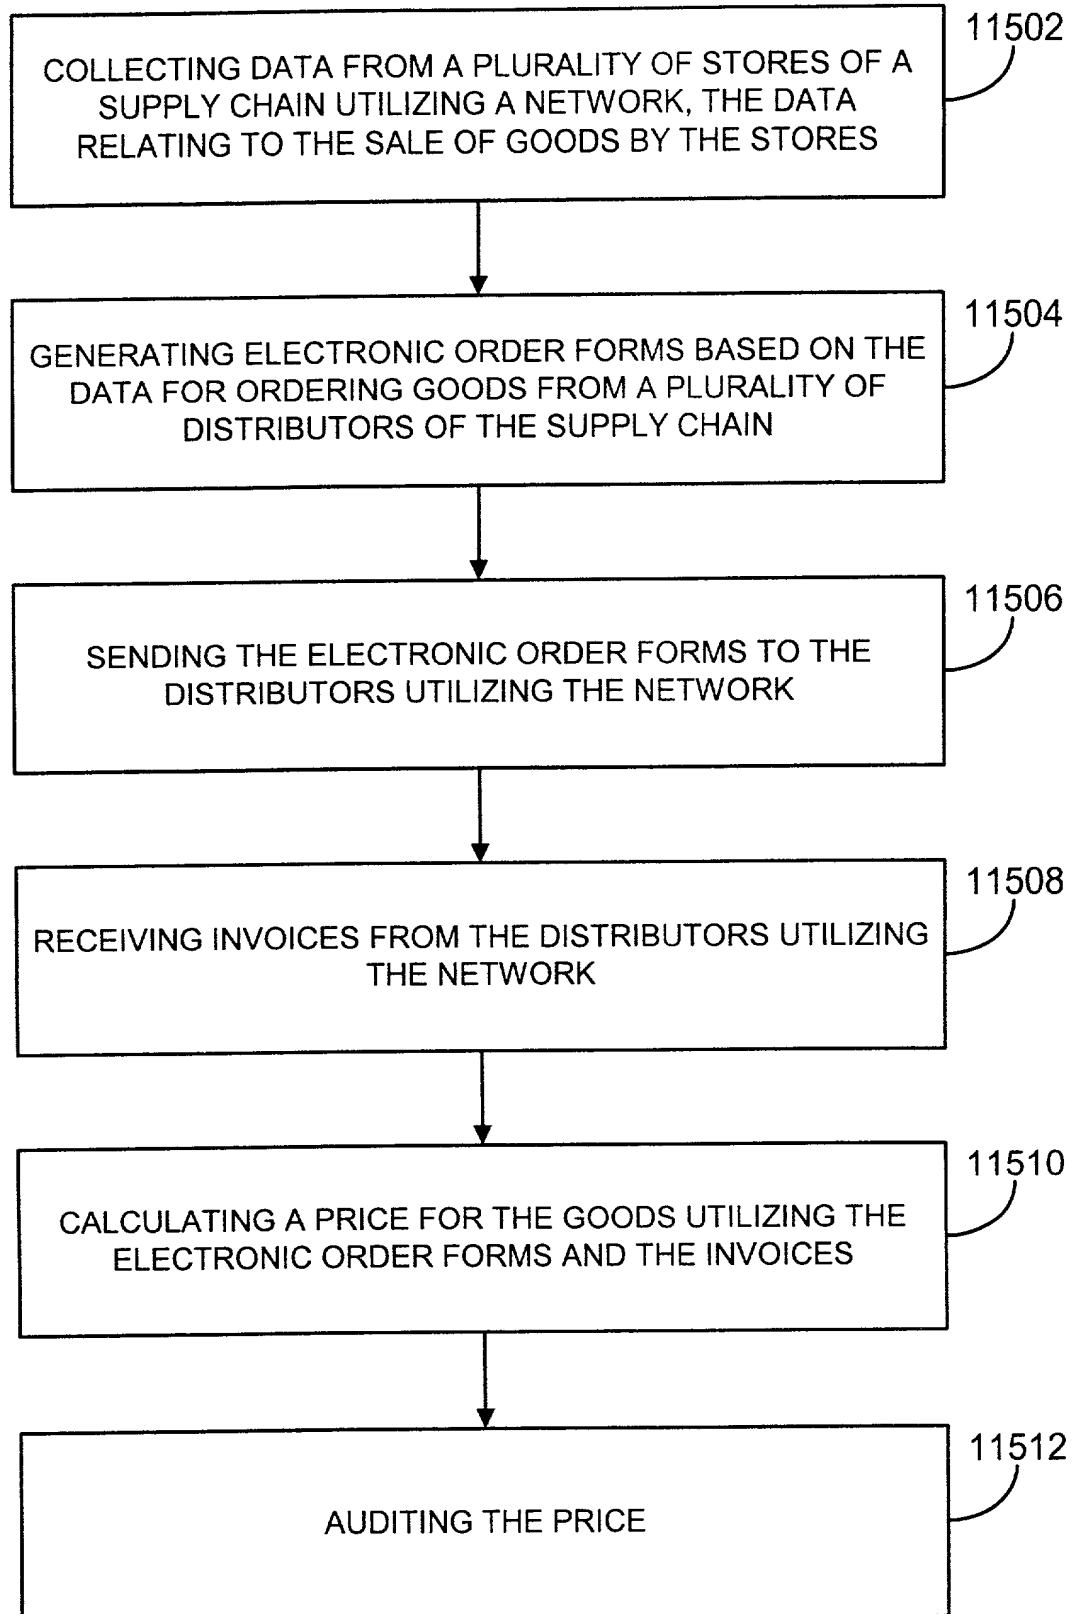 11502
COLLECTING DATA FROM A PLURALITY OF STORES OF A
SUPPLY CHAIN UTILIZING A NETWORK, THE DATA
RELATING TO THE SALE OF GOODS BY THE STORES
11504
GENERATING ELECTRONIC ORDER FORMS BASED ON THE
DATA FOR ORDERING GOODS FROM A PLURALITY OF
DISTRIBUTORS OF THE SUPPLY CHAIN
11506
SENDING THE ELECTRONIC ORDER FORMS TO THE
DISTRIBUTORS UTILIZING THE NETWORK
11508
RECEIVING INVOICES FROM THE DISTRIBUTORS UTILIZING
THE NETWORK
11510
CALCULATING A PRICE FOR THE GOODS UTILIZING THE
ELECTRONIC ORDER FORMS AND THE INVOICES
11512
AUDITING THE PRICE